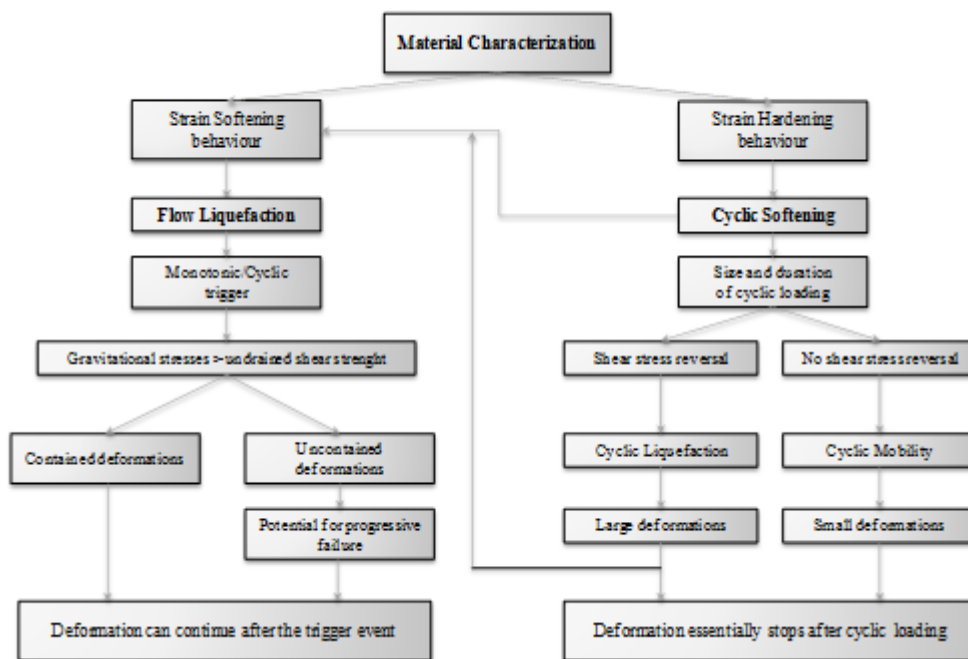 Material Characterization
Strain Softening
behaviour
Strain Hardening
behaviour
Flow Liquefaction
Cyclic Softening
Monotonic/Cyclic
trigger
Size and duration
of cyclic loading
Gravitational stresses > undrained shear strenght
Shear stress reversal
No shear stress reversal
Contained deformations
Uncontained
deformations
Cyclic Liquefaction
Cyclic Mobility
Potential for progressive
failure
Large deformations
Small deformations
Deformation can continue after the trigger event
Deformation essentially stops after cyclic loading